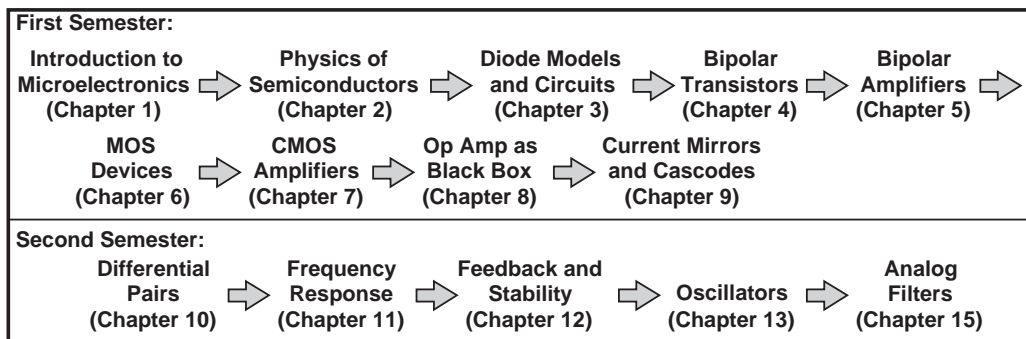 First Semester:
Introduction to
Microelectronics
(Chapter 1)
Physics of
Semiconductors
(Chapter 2)
Diode Models
and Circuits
(Chapter 3)
Bipolar
Transistors
(Chapter 4)
Bipolar
Amplifiers
(Chapter 5)
MOS
Devices
(Chapter 6)
CMOS
Amplifiers
(Chapter 7)
Op Amp as
Black Box
(Chapter 8)
Current Mirrors
and Cascodes
(Chapter 9)
Second Semester:
Differential
Pairs
(Chapter 10)
Frequency
Response
(Chapter 11)
Feedback and
Stability
(Chapter 12)
Oscillators
(Chapter 13)
Analog
Filters
(Chapter 15)